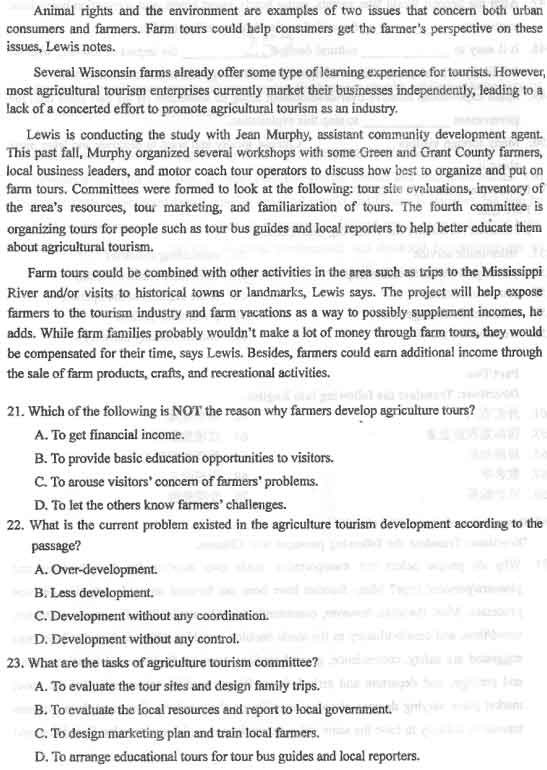 Animal rights and the environment are examples of two issues that concern both urban
consumers and farmers. Farm tours could help consumers get the farmer's perspective on these
issues, Lewis notes.
Several Wisconsin farms already offer some type of learning experience for tourists. However,
most agricultural tourism enterprises currently market their businesses independently, leading to a
lack of a concerted effort to promote agricultural tourism as an industry.
Lewis is conducting the study with Jean Murphy, assistant community development agent.
This past fall, Murphy organized several workshops with some Green and Grant County farmers,
local business leaders, and motor coach tour operators to discuss how best to organize and put on
farm tours. Committees were formed to look at the following: tour site evaluations, inventory of
the area's resources, tour marketing, and familiarization of tours. The fourth committee is
organizing tours for people such as tour bus guides and local reporters to help better educate them
about agricultural tourism.
Farm tours could be combined with other activities in the area such as trips to the Mississippi
River and/or visits to historical towns or landmarks, Lewis says. The project will help expose
farmers to the tourism industry and farm vacations as a way to possibly supplement incomes, he
adds. While farm families probably wouldn't make a lot of money through farm tours, they would
be compensated for their time, says Lewis. Besides, farmers could earn additional income through
the sale of farm products, crafts, and recreational activities.
21. Which of the following is NOT the reason why farmers develop agriculture tours?
A. To get financial income.
B. To provide basic education opportunities to visitors.
C. To arouse visitors' concern of farmers' problems.
D. To let the others know farmers' challenges.
22. What is the current problem existed in the agriculture tourism development according to the
passage?
A. Over-development.
B. Less development.
C. Development without any coordination.
D. Development without any control.
23. What are the tasks of agriculture tourism committee?
A. To evaluate the tour sites and design family trips.
B. To evaluate the local resources and report to local government.
C. To design marketing plan and train local farmers.
D. To arrange educational tours for tour bus guides and local reporters.